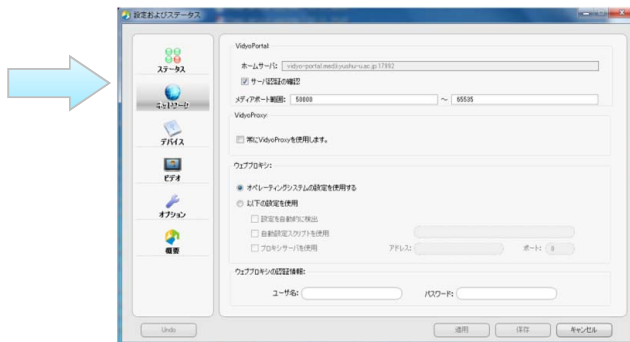 設定およびステータス
ステータス
ネットワーク
デバイス
ビデオ
オプション
概要
VidyoPortal
ホームサーバ: vidyo-portal.med.kyushu-u.ac.jp:17992
サーバ認証の確認
メディアポート範囲: 50000 ～ 65535
VidyoProxy:
常にVidyoProxyを使用します。
ウェブプロキシ:
オペレーティングシステムの設定を使用する
以下の設定を使用
設定を自動的に検出
自動設定スクリプトを使用
プロキシサーバを使用 アドレス: ポート: 0
ウェブプロキシの認証情報:
ユーザ名: パスワード:
Undo 適用 保存 キャンセル